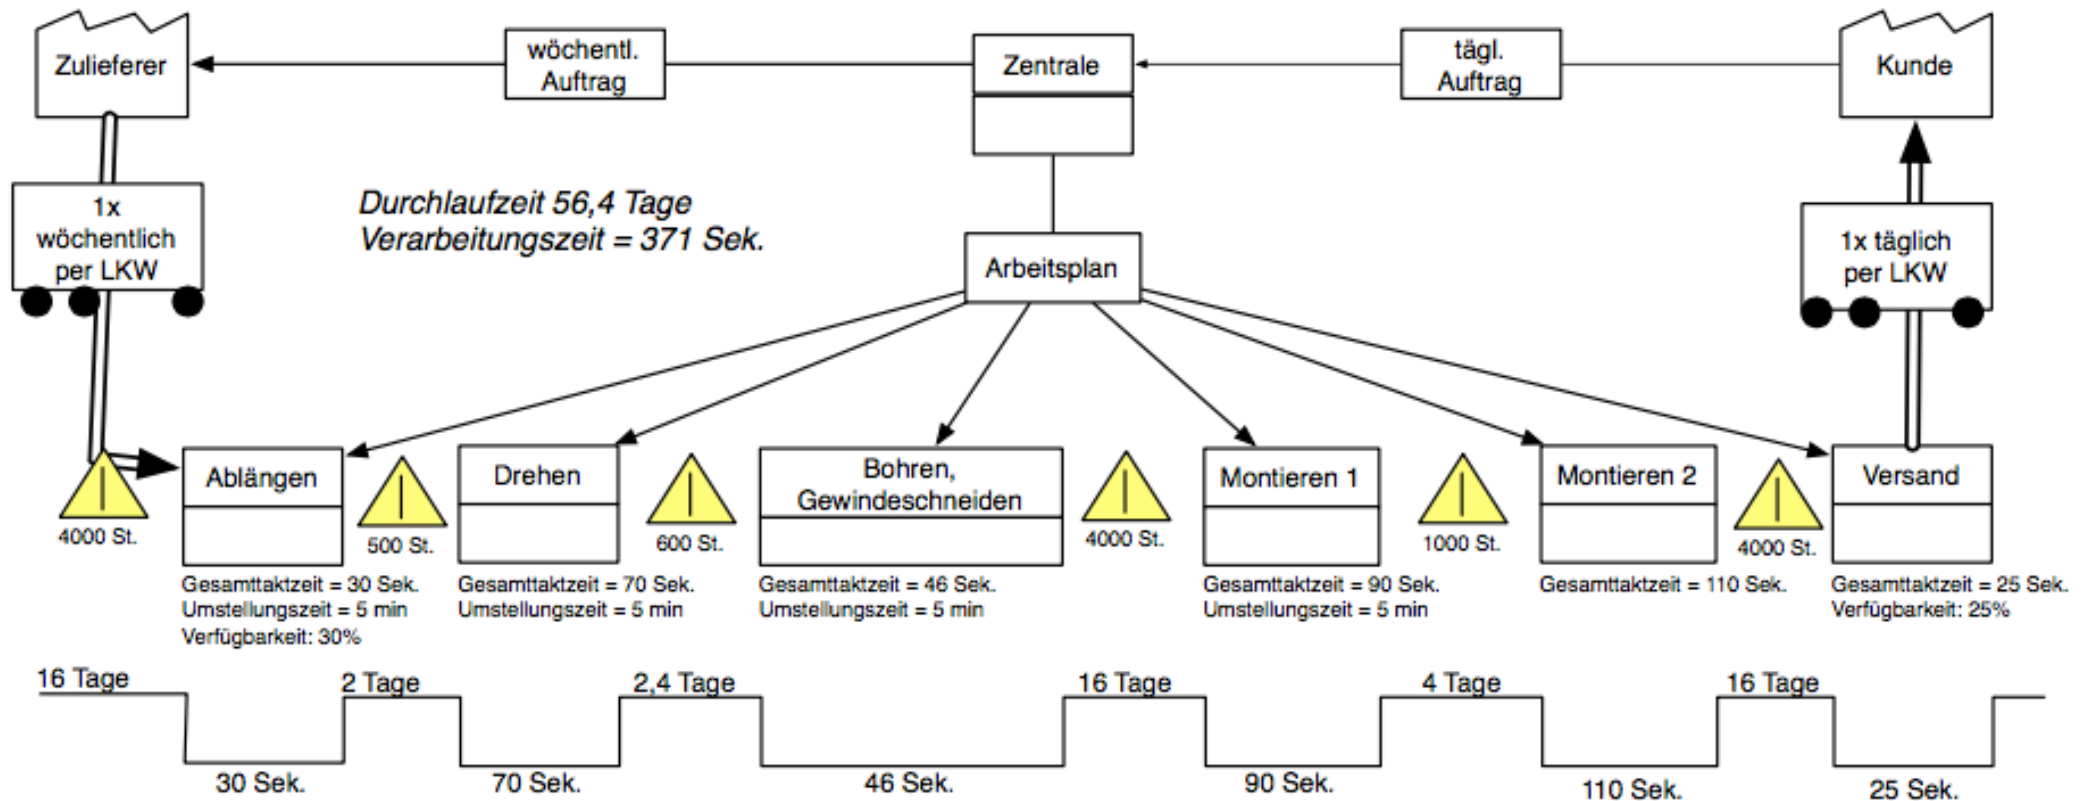 Zulieferer
wöchentl.
Auftrag
Zentrale
tägl.
Auftrag
Kunde
1x
wöchentlich
per LKW
Durchlaufzeit 56,4 Tage
Verarbeitungszeit = 371 Sek.
Arbeitsplan
1x täglich
per LKW
Ablängen
Drehen
Bohren,
Gewindeschneiden
Montieren 1
Montieren 2
Versand
4000 St.
500 St.
600 St.
4000 St.
1000 St.
4000 St.
Gesamttaktzeit = 30 Sek.
Umstellungszeit = 5 min
Verfügbarkeit: 30%
Gesamttaktzeit = 70 Sek.
Umstellungszeit = 5 min
Gesamttaktzeit = 46 Sek.
Umstellungszeit = 5 min
Gesamttaktzeit = 90 Sek.
Umstellungszeit = 5 min
Gesamttaktzeit = 110 Sek.
Gesamttaktzeit = 25 Sek.
Verfügbarkeit: 25%
16 Tage
2 Tage
2,4 Tage
16 Tage
4 Tage
16 Tage
30 Sek.
70 Sek.
46 Sek.
90 Sek.
110 Sek.
25 Sek.